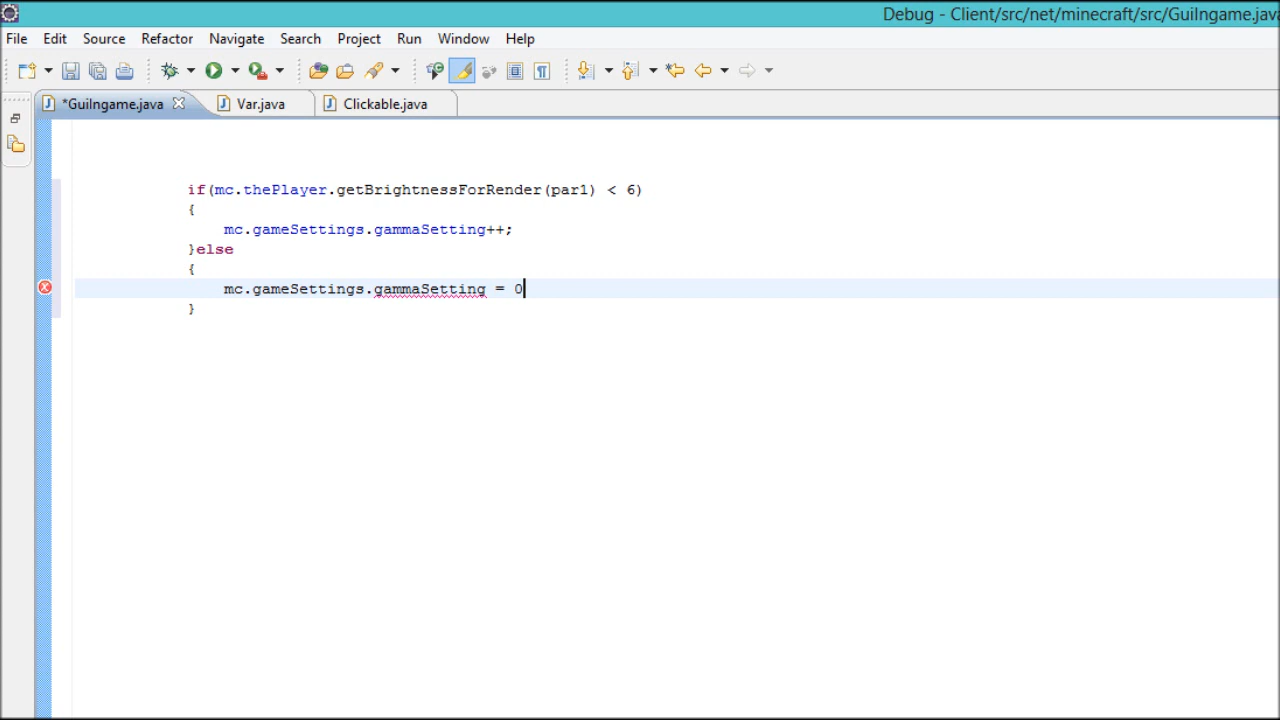 Debug - Client/src/net/minecraft/src/GuiIngame.java
File Edit Source Refactor Navigate Search Project Run Window Help
*GuiIngame.java Var.java Clickable.java
if(mc.thePlayer.getBrightnessForRender(par1) < 6)
{
mc.gameSettings.gammaSetting++;
}else
{
mc.gameSettings.gammaSetting = 0
}